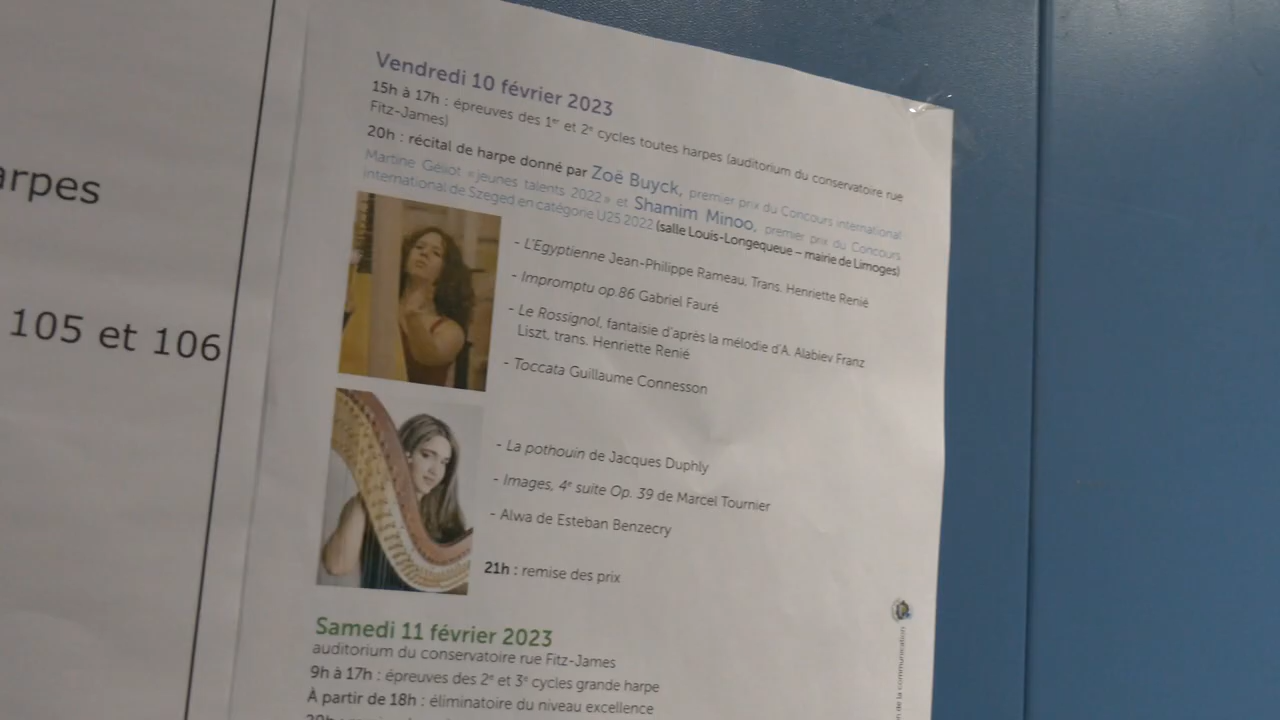 arpes
105 et 106
Vendredi 10 février 2023
15h à 17h : épreuves des 1er et 2e cycles toutes harpes (auditorium du conservatoire rue
Fitz-James)
20h : récital de harpe donné par Zoë Buyck, premier prix du Concours international
Martine Géliot « jeunes talents 2022 » et Shamim Minoo, premier prix du Concours
international de Szeged en catégorie U25 2022 (salle Louis-Longequeue – mairie de Limoges)
- L'Egyptienne Jean-Philippe Rameau, Trans. Henriette Renié
- Impromptu op.86 Gabriel Fauré
- Le Rossignol, fantaisie d'après la mélodie d'A. Alabiev Franz
Liszt, trans. Henriette Renié
- Toccata Guillaume Connesson
- La pothouin de Jacques Duphly
- Images, 4e suite Op. 39 de Marcel Tournier
- Alwa de Esteban Benzecry
21h : remise des prix
Samedi 11 février 2023
auditorium du conservatoire rue Fitz-James
9h à 17h : épreuves des 2e et 3e cycles grande harpe
À partir de 18h : éliminatoire du niveau excellence
de la communication